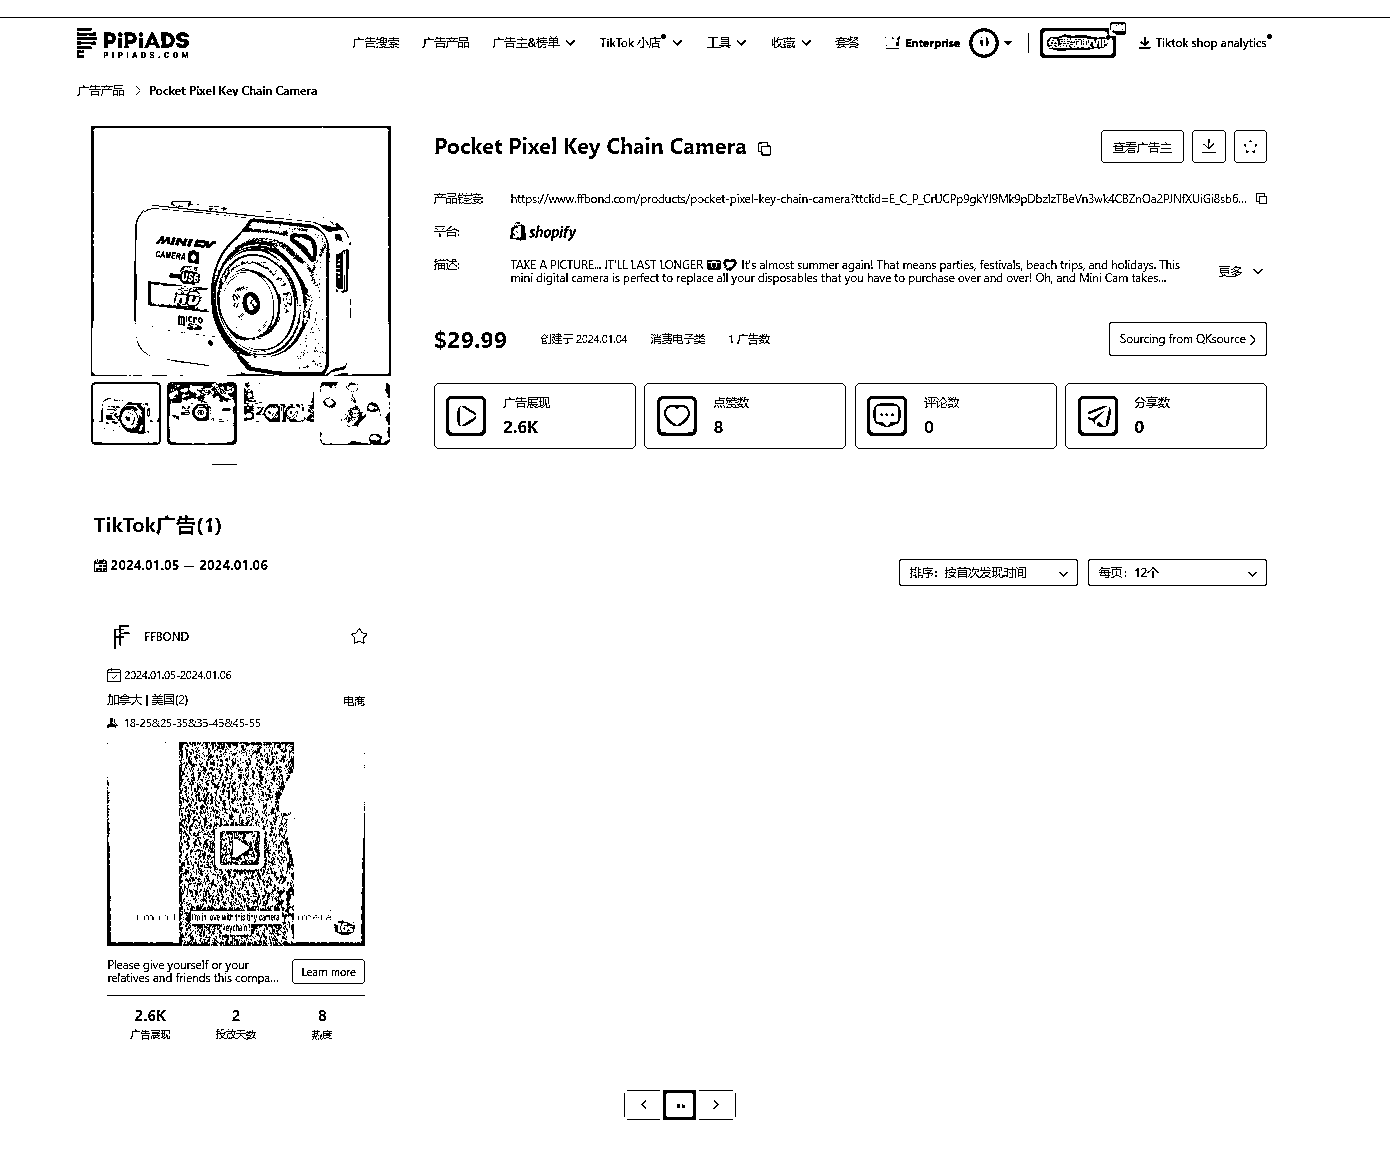 PiPiADS
PIPIADS.COM
广告搜索
广告产品
广告主&榜单
TikTok 小店
工具
收藏
套餐
Enterprise
Tiktok shop analytics
广告产品 > Pocket Pixel Key Chain Camera
MINI DV
CAMERA
USB
HD
MICRO
Pocket Pixel Key Chain Camera
查看广告主
产品链接:
https://www.ffbond.com/products/pocket-pixel-key-chain-camera?ttclid=
平台:
shopify
描述:
TAKE A PICTURE... IT'LL LAST LONGER It's almost summer again! That means parties, festivals, beach trips, and holidays. This
mini digital camera is perfect to replace all your disposables that you have to purchase over and over! Oh, and Mini Cam takes...
更多
$29.99
创建于 2024.01.04
消费电子类
1 广告数
Sourcing from QKsource >
广告展现
2.6K
点赞数
8
评论数
0
分享数
0
TikTok广告(1)
2024.01.05 — 2024.01.06
排序: 按首次发现时间
每页: 12个
FFBOND
2024.01.05-2024.01.06
加拿大 | 美国(2)
电商
18-25&25-35&35-45&45-55
I'm in love with this tiny camera
keychain!
Please give yourself or your
relatives and friends this compa...
Learn more
2.6K
广告展现
2
投放天数
8
热度